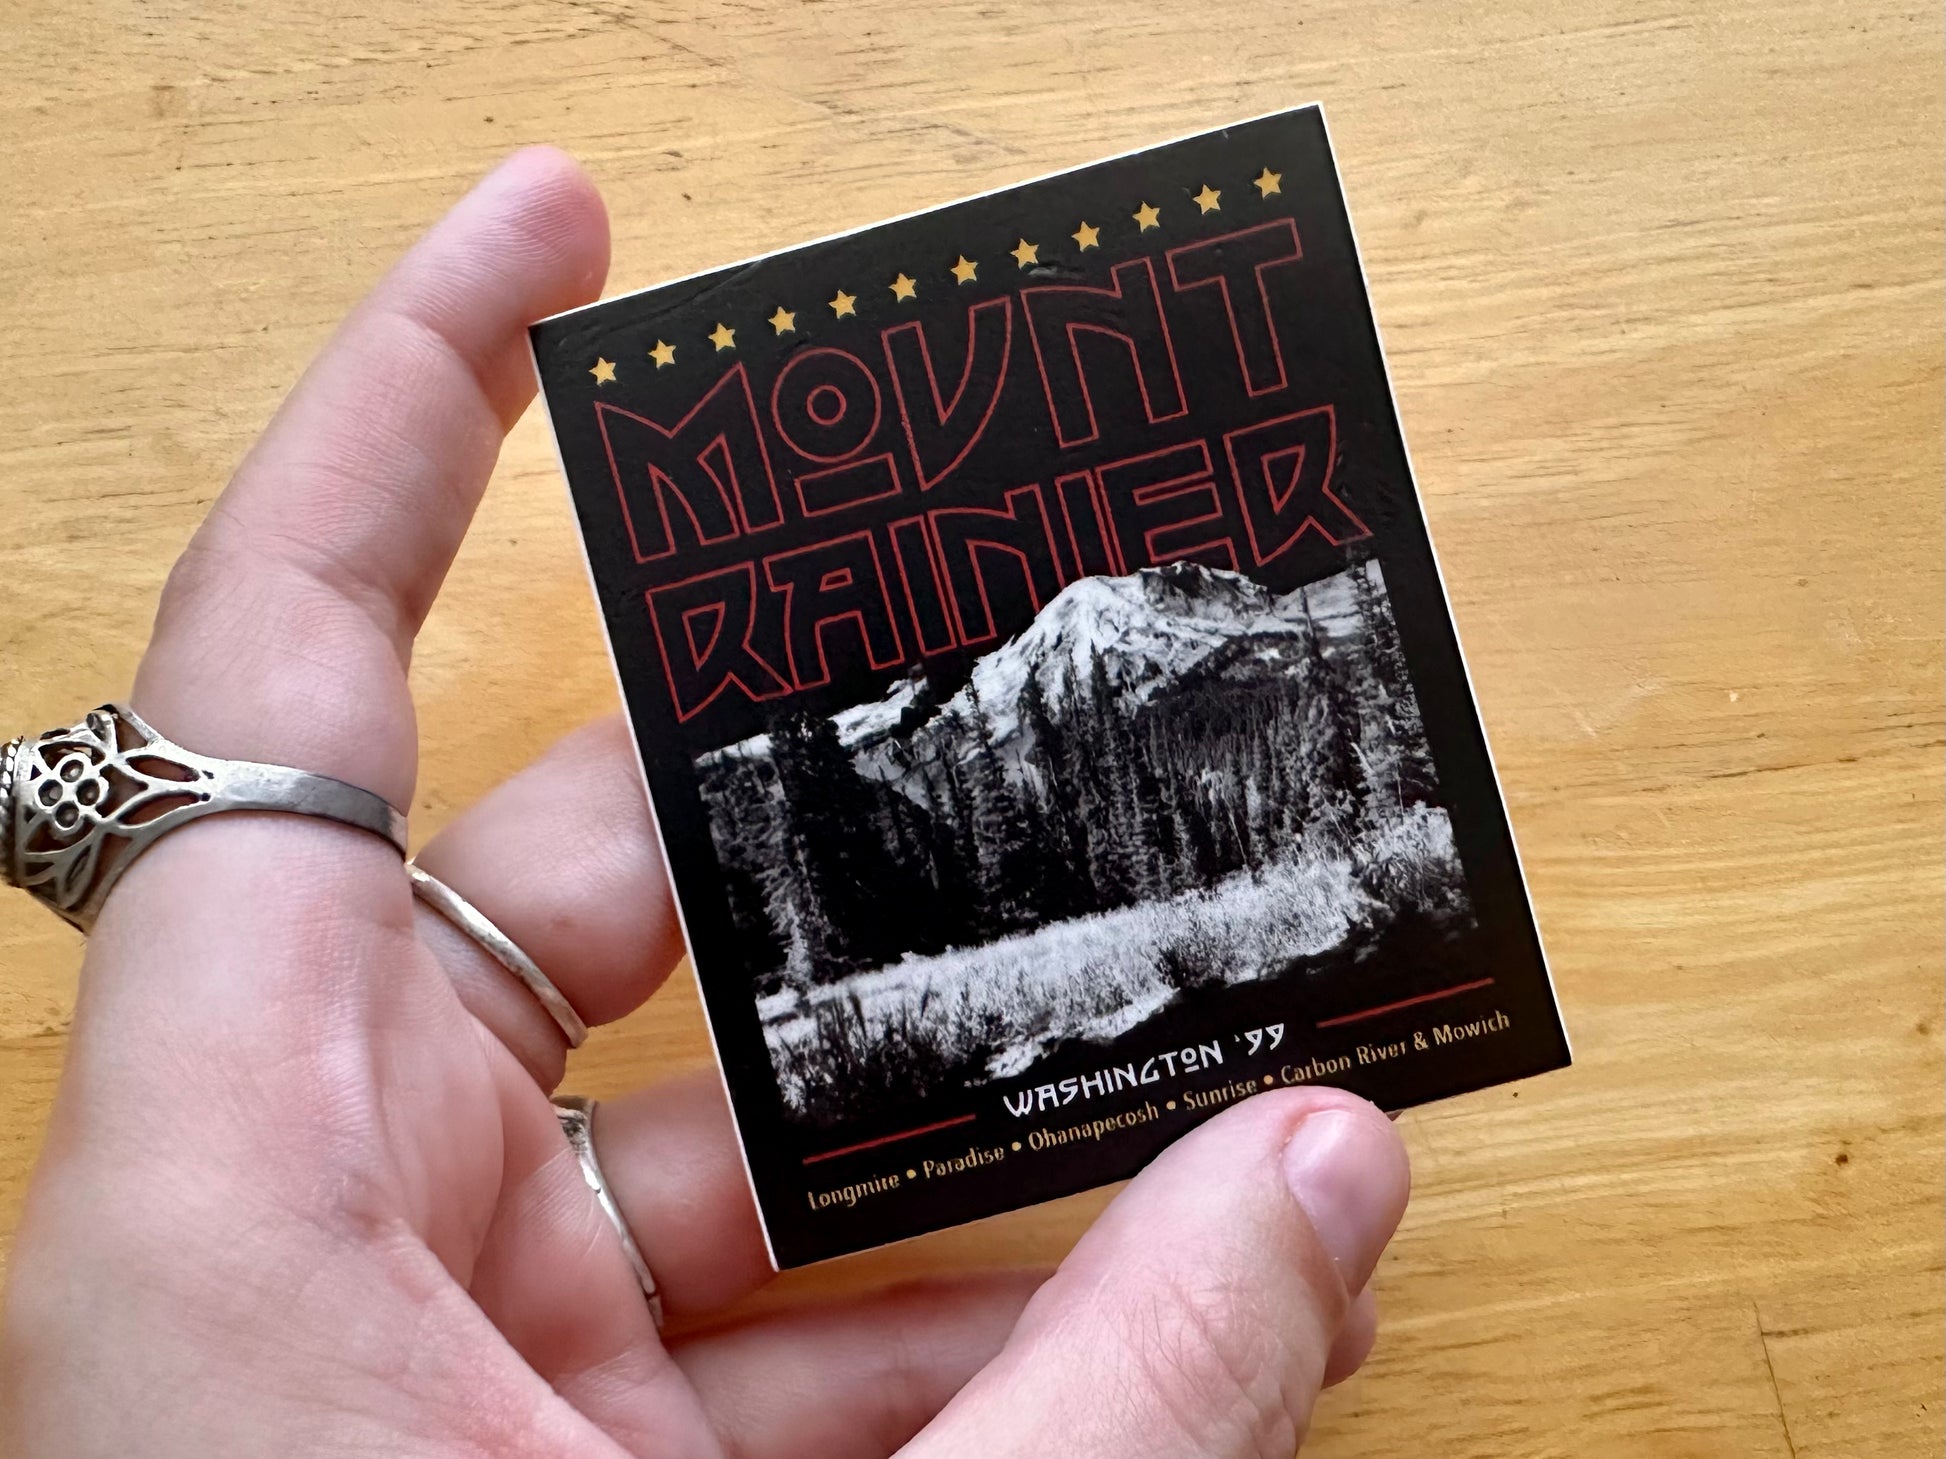 MOUNT
RAINIER
WASHINGTON '99
Longmire • Paradise • Ohanapecosh • Sunrise • Carbon River & Mowich